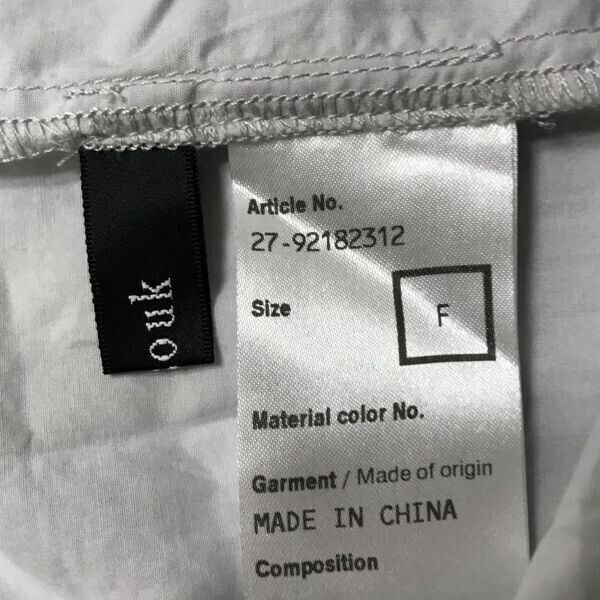 ouk
Article No.
27-92182312
Size
F
Material color No.
Garment / Made of origin
MADE IN CHINA
Composition